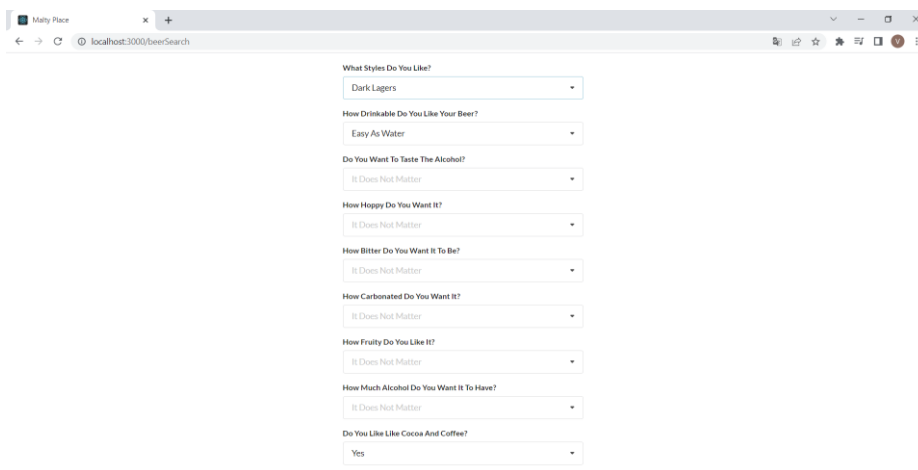 Malty Place
localhost:3000/beerSearch
V
What Styles Do You Like?
Dark Lagers
How Drinkable Do You Like Your Beer?
Easy As Water
Do You Want To Taste The Alcohol?
It Does Not Matter
How Hoppy Do You Want It?
It Does Not Matter
How Bitter Do You Want It To Be?
It Does Not Matter
How Carbonated Do You Want It?
It Does Not Matter
How Fruity Do You Like It?
It Does Not Matter
How Much Alcohol Do You Want It To Have?
It Does Not Matter
Do You Like Like Cocoa And Coffee?
Yes